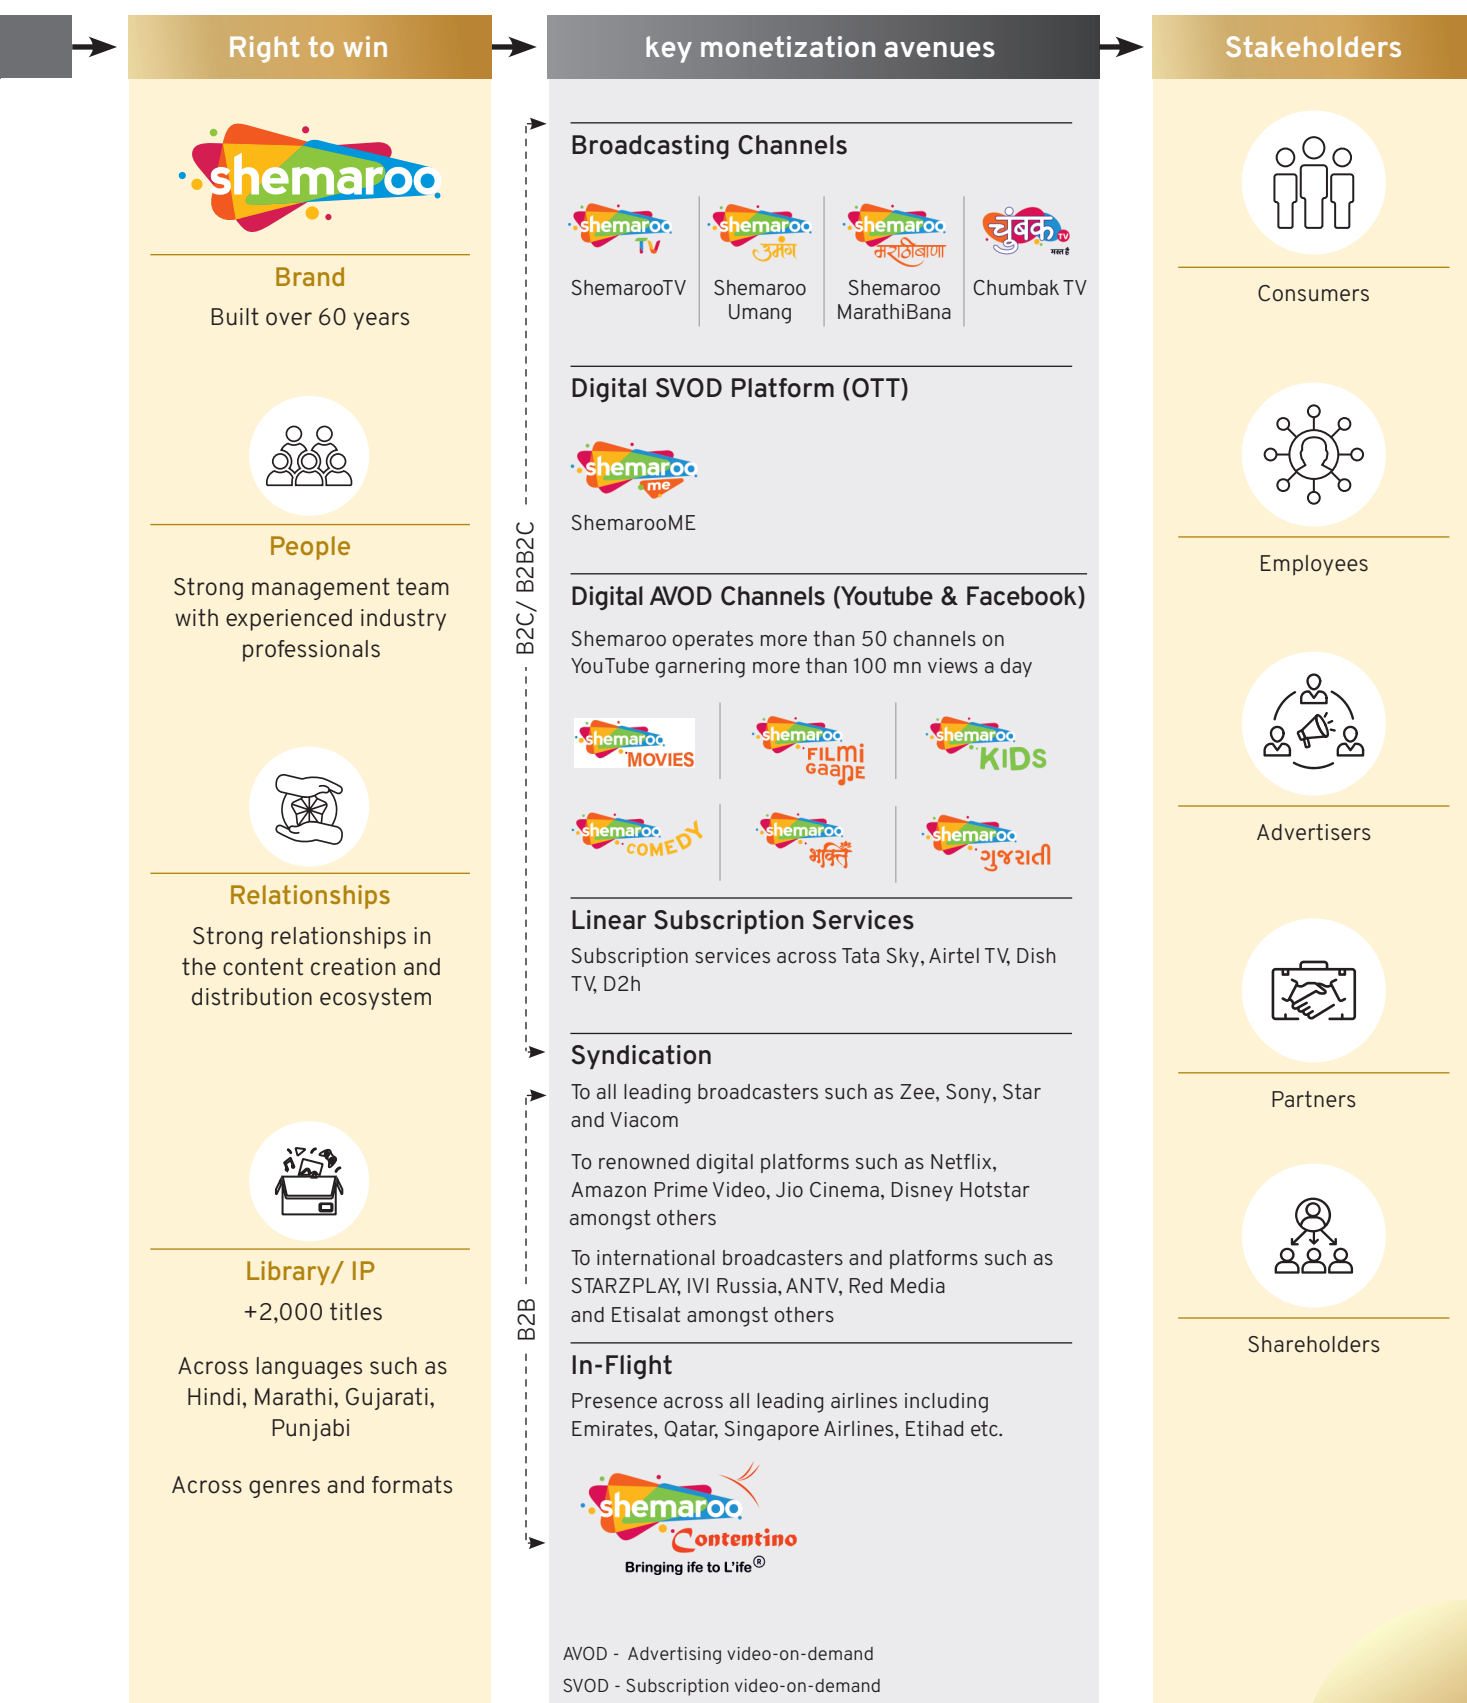 Right to win
shemaroo
Brand
Built over 60 years
People
Strong management team
with experienced industry
professionals
Relationships
Strong relationships in
the content creation and
distribution ecosystem
Library/ IP
+2,000 titles
Across languages such as
Hindi, Marathi, Gujarati,
Punjabi
Across genres and formats
B2C/ B2B2C
B2B
key monetization avenues
Broadcasting Channels
shemaroo
TV
shemaroo
उमंग
shemaroo
मराठीबाणा
चुंबक TV
मस्त है
ShemarooTV
Shemaroo
Umang
Shemaroo
MarathiBana
Chumbak TV
Digital SVOD Platform (OTT)
shemaroo
me
ShemarooME
Digital AVOD Channels (Youtube & Facebook)
Shemaroo operates more than 50 channels on
YouTube garnering more than 100 mn views a day
shemaroo
MOVIES
shemaroo
FILMi
GaaNE
shemaroo
KIDS
shemaroo
COMEDY
shemaroo
भक्ति
shemaroo
ગુજરાતી
Linear Subscription Services
Subscription services across Tata Sky, Airtel TV, Dish
TV, D2h
Syndication
To all leading broadcasters such as Zee, Sony, Star
and Viacom
To renowned digital platforms such as Netflix,
Amazon Prime Video, Jio Cinema, Disney Hotstar
amongst others
To international broadcasters and platforms such as
STARZPLAY, IVI Russia, ANTV, Red Media
and Etisalat amongst others
In-Flight
Presence across all leading airlines including
Emirates, Qatar, Singapore Airlines, Etihad etc.
shemaroo
Contentino
Bringing ife to L'ife®
AVOD - Advertising video-on-demand
SVOD - Subscription video-on-demand
Stakeholders
Consumers
Employees
Advertisers
Partners
Shareholders